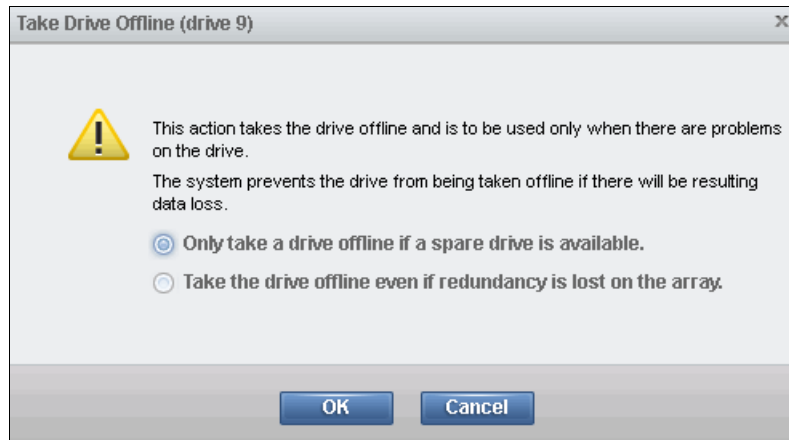 Take Drive Offline (drive 9)
This action takes the drive offline and is to be used only when there are problems
on the drive.
The system prevents the drive from being taken offline if there will be resulting
data loss.
Only take a drive offline if a spare drive is available.
Take the drive offline even if redundancy is lost on the array.
OK
Cancel